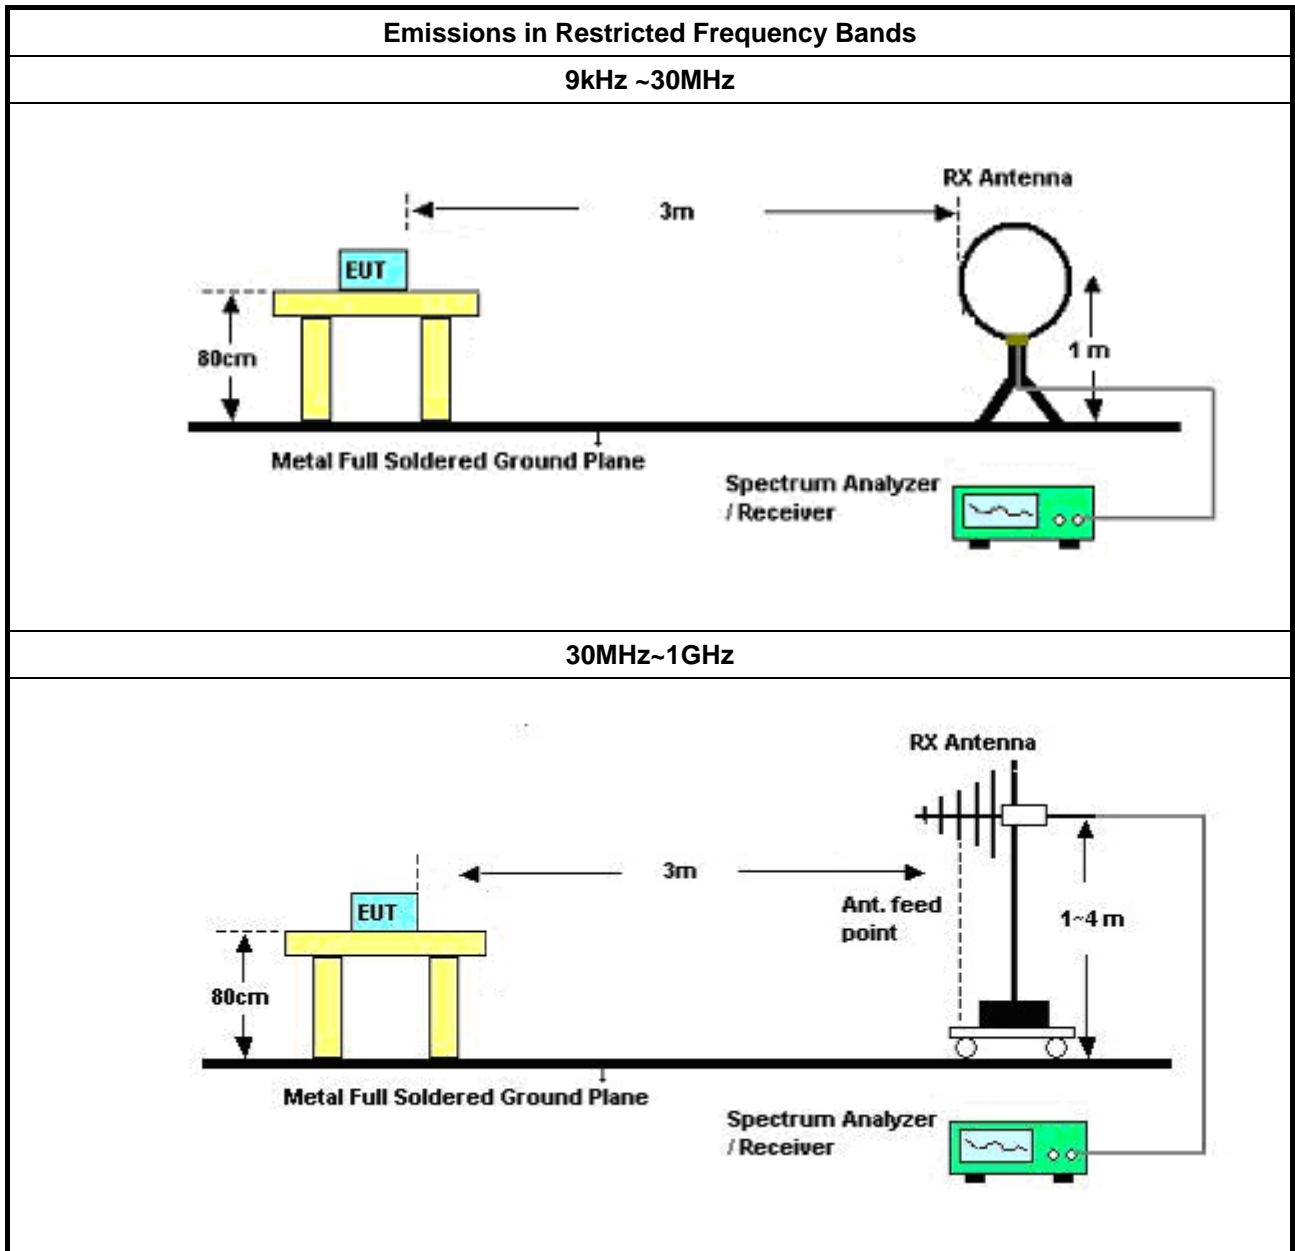 Emissions in Restricted Frequency Bands
9kHz ~30MHz
RX Antenna
3m
EUT
80cm
1 m
Metal Full Soldered Ground Plane
Spectrum Analyzer
/ Receiver
30MHz~1GHz
RX Antenna
3m
EUT
Ant. feed
point
1~4 m
80cm
Metal Full Soldered Ground Plane
Spectrum Analyzer
/ Receiver